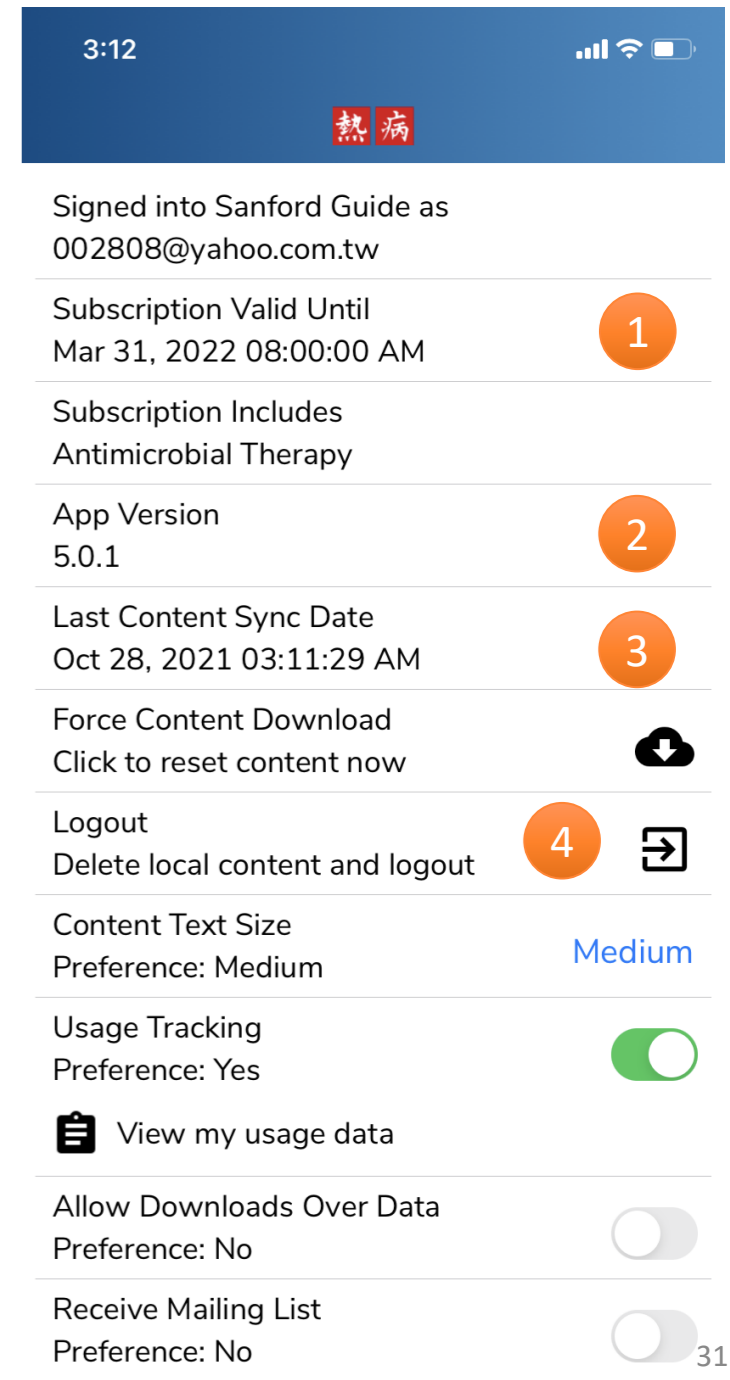 3:12
熱病
Signed into Sanford Guide as
002808@yahoo.com.tw
Subscription Valid Until
Mar 31, 2022 08:00:00 AM
1
Subscription Includes
Antimicrobial Therapy
App Version
5.0.1
2
Last Content Sync Date
Oct 28, 2021 03:11:29 AM
3
Force Content Download
Click to reset content now
Logout
Delete local content and logout
4
Content Text Size
Preference: Medium
Medium
Usage Tracking
Preference: Yes
View my usage data
Allow Downloads Over Data
Preference: No
Receive Mailing List
Preference: No
31